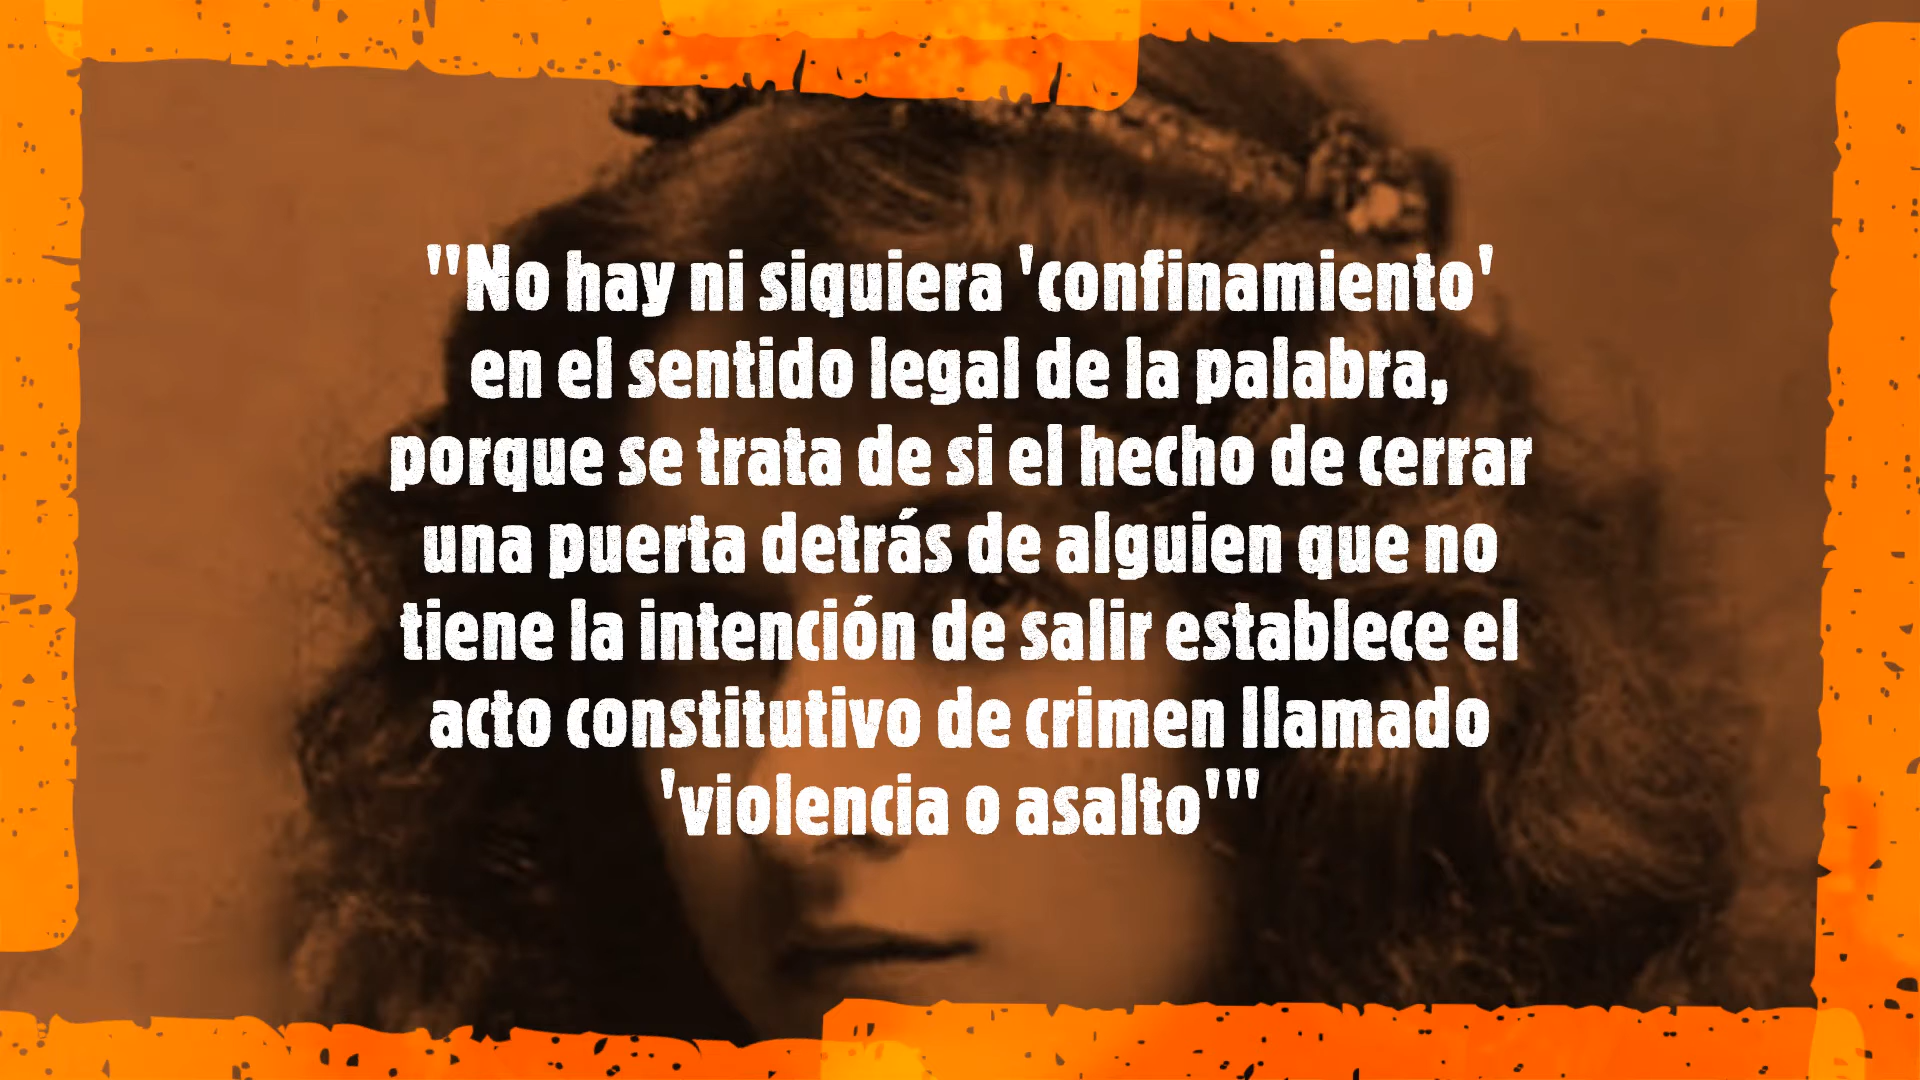 "No hay ni siquiera 'confinamiento'
en el sentido legal de la palabra,
porque se trata de si el hecho de cerrar
una puerta detrás de alguien que no
tiene la intención de salir establece el
acto constitutivo de crimen llamado
'violencia o asalto'"